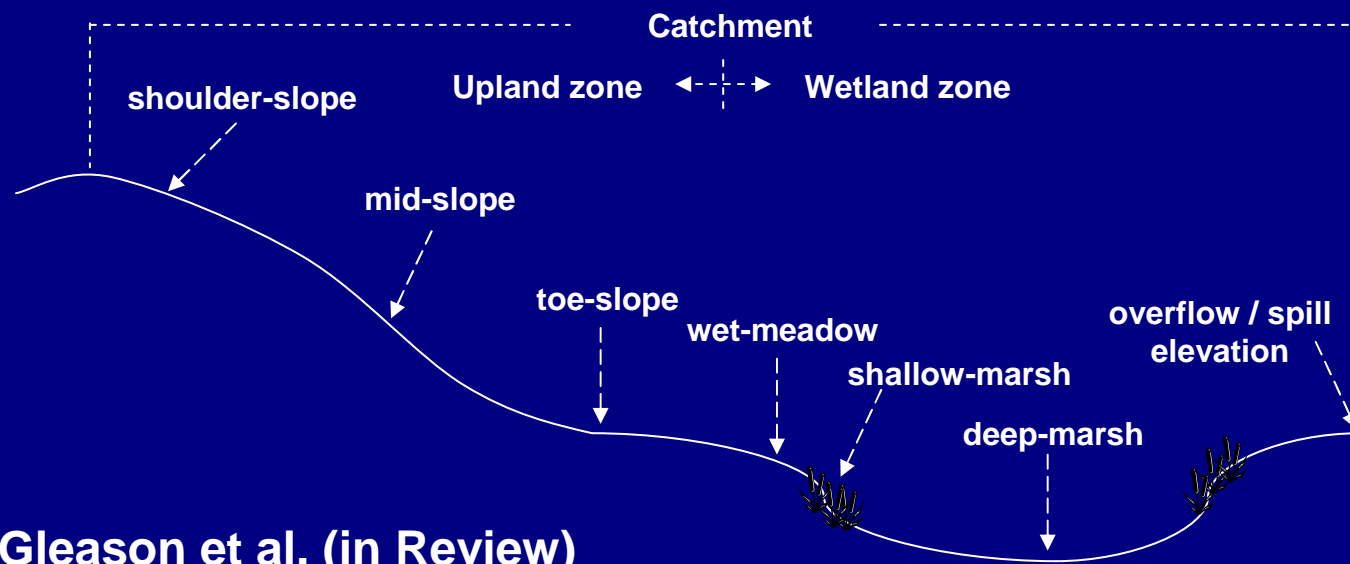 Catchment
Upland zone
Wetland zone
shoulder-slope
mid-slope
toe-slope
wet-meadow
shallow-marsh
deep-marsh
overflow / spill
elevation
Gleason et al. (in Review)